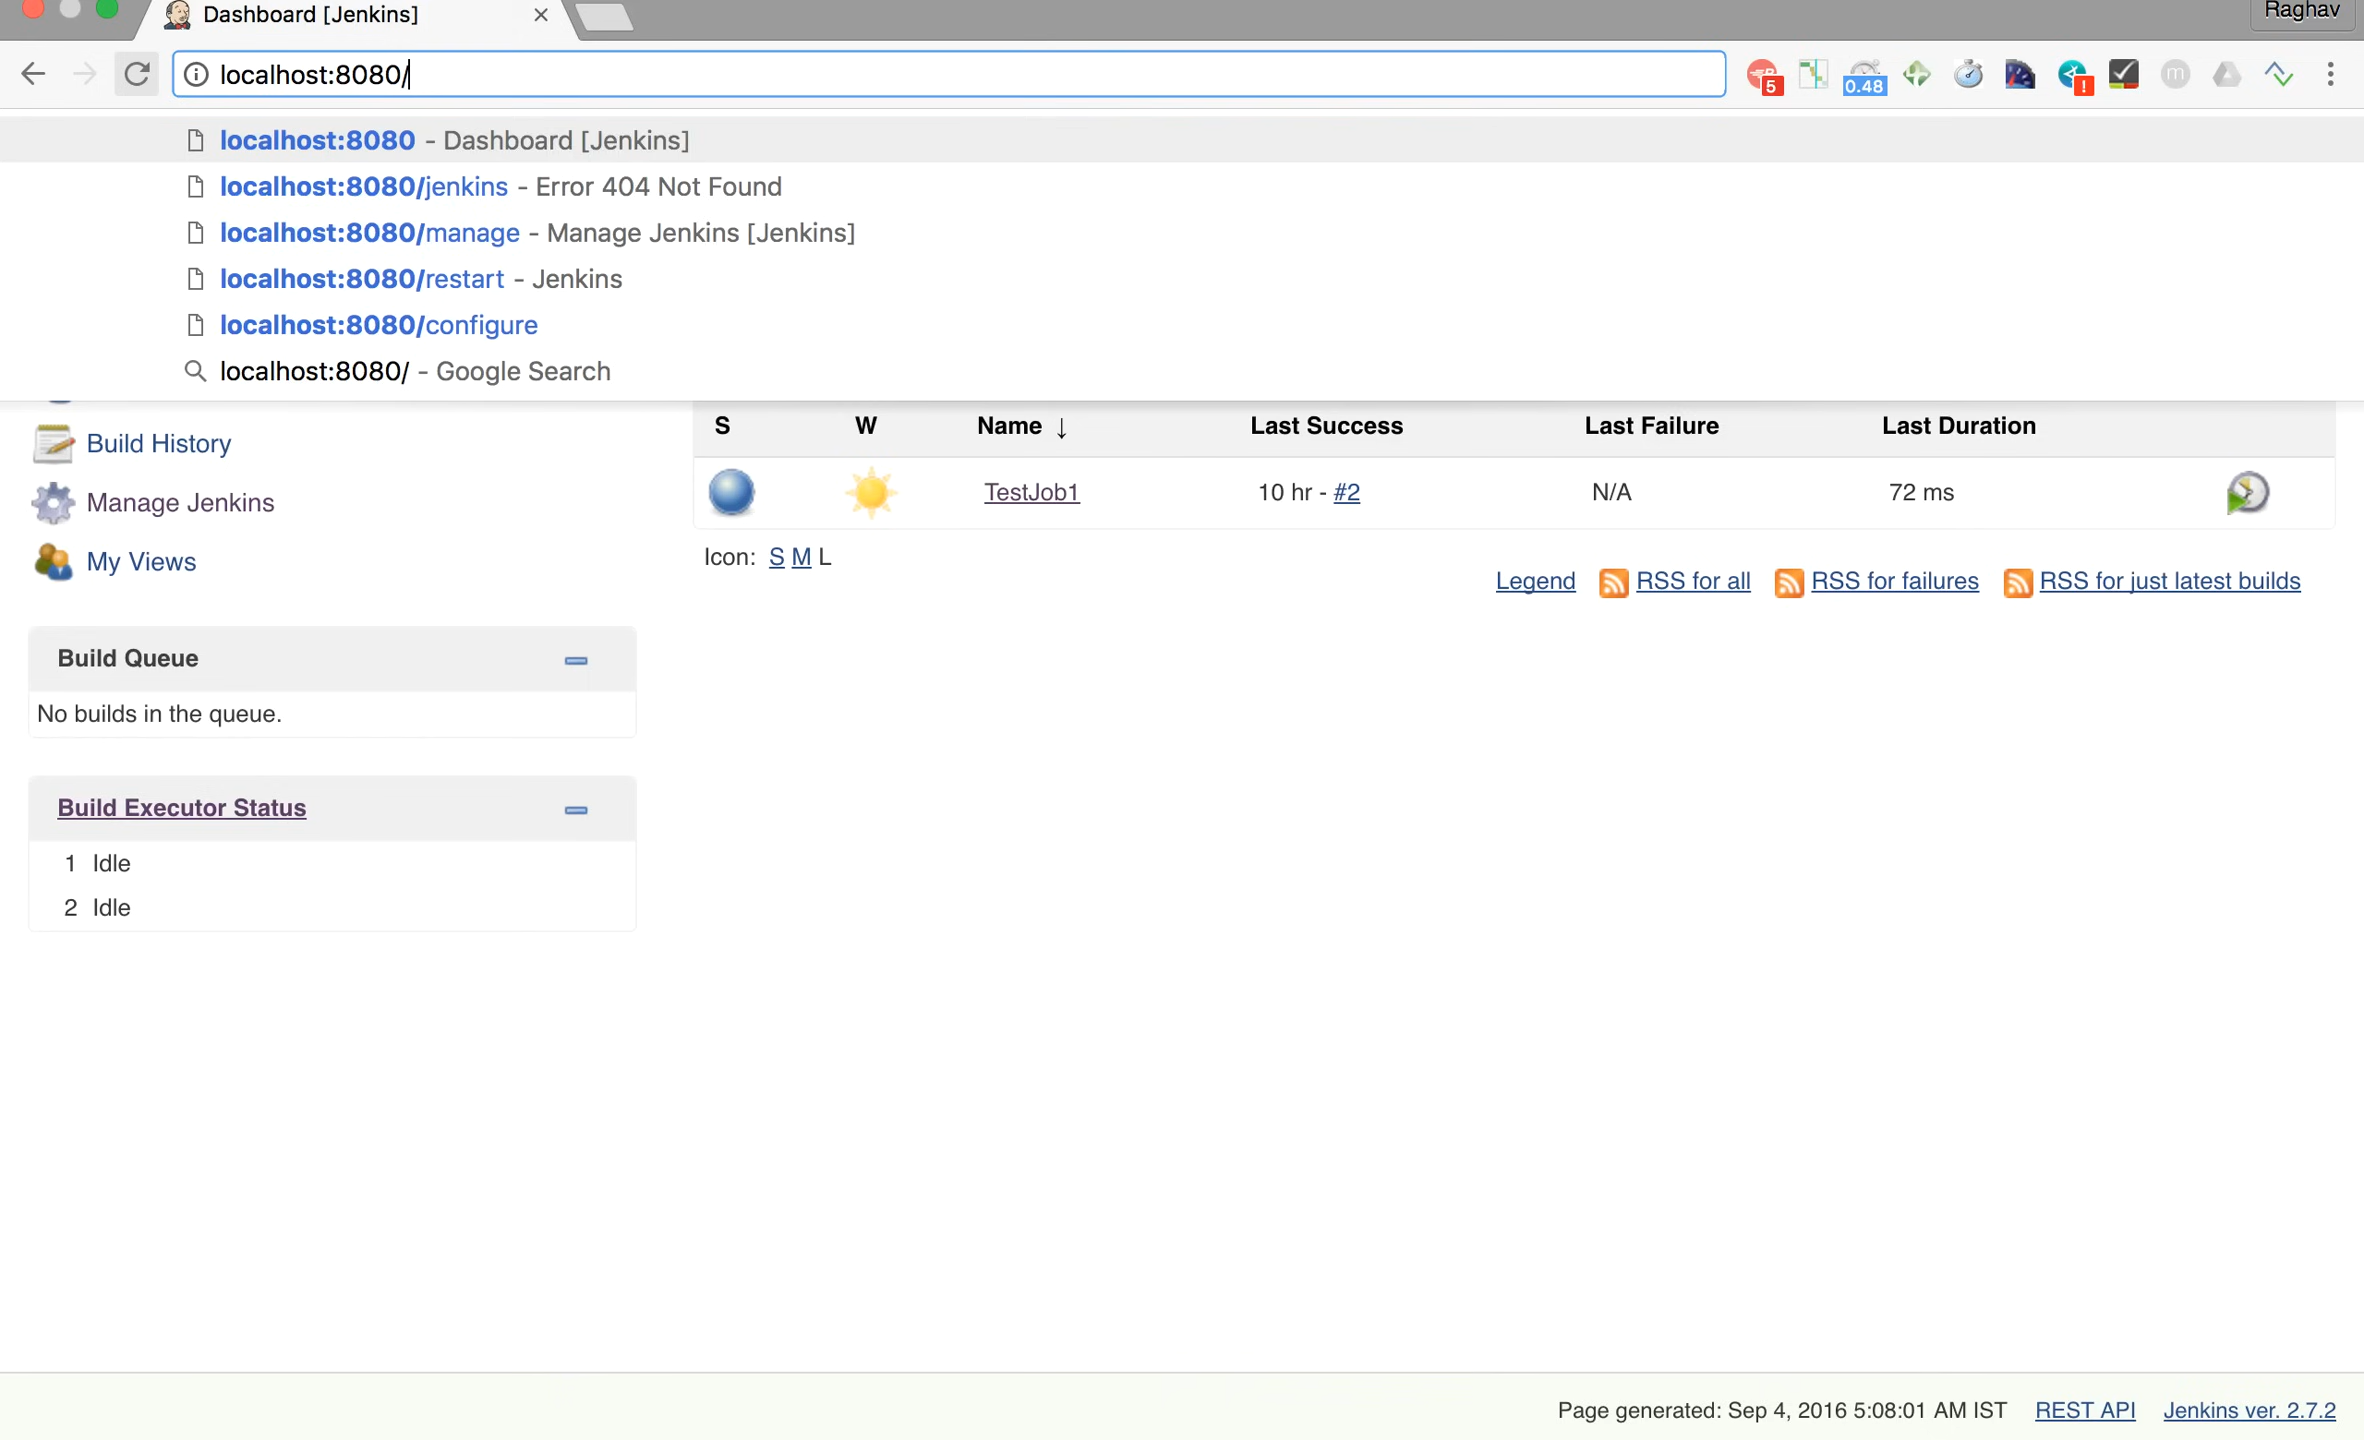 Dashboard [Jenkins]
Raghav
localhost:8080/
5
0.48
!
m
localhost:8080 - Dashboard [Jenkins]
localhost:8080/jenkins - Error 404 Not Found
localhost:8080/manage - Manage Jenkins [Jenkins]
localhost:8080/restart - Jenkins
localhost:8080/configure
localhost:8080/ - Google Search
S W Name ↓ Last Success Last Failure Last Duration
Build History
TestJob1 10 hr - #2 N/A 72 ms
Manage Jenkins
My Views
Icon: S M L
Legend RSS for all RSS for failures RSS for just latest builds
Build Queue
No builds in the queue.
Build Executor Status
1 Idle
2 Idle
Page generated: Sep 4, 2016 5:08:01 AM IST REST API Jenkins ver. 2.7.2